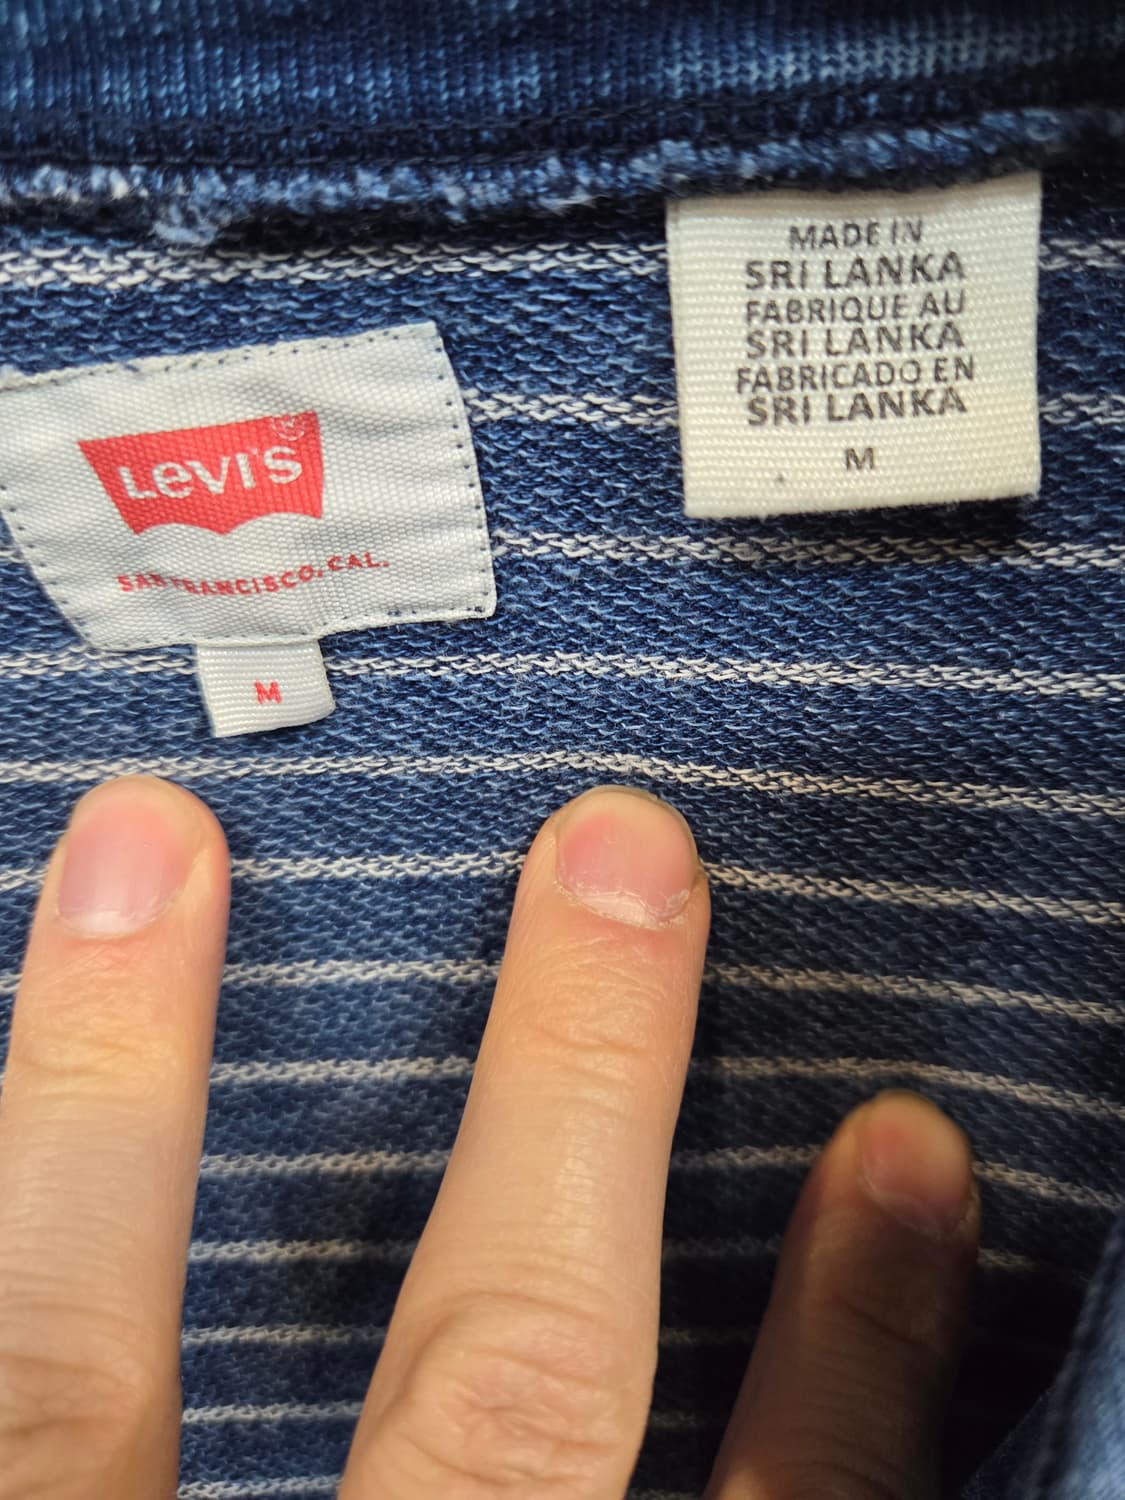 LEVI'S ®
SAN FRANCISCO, CAL.
M
MADE IN
SRI LANKA
FABRIQUE AU
SRI LANKA
FABRICADO EN
SRI LANKA
M